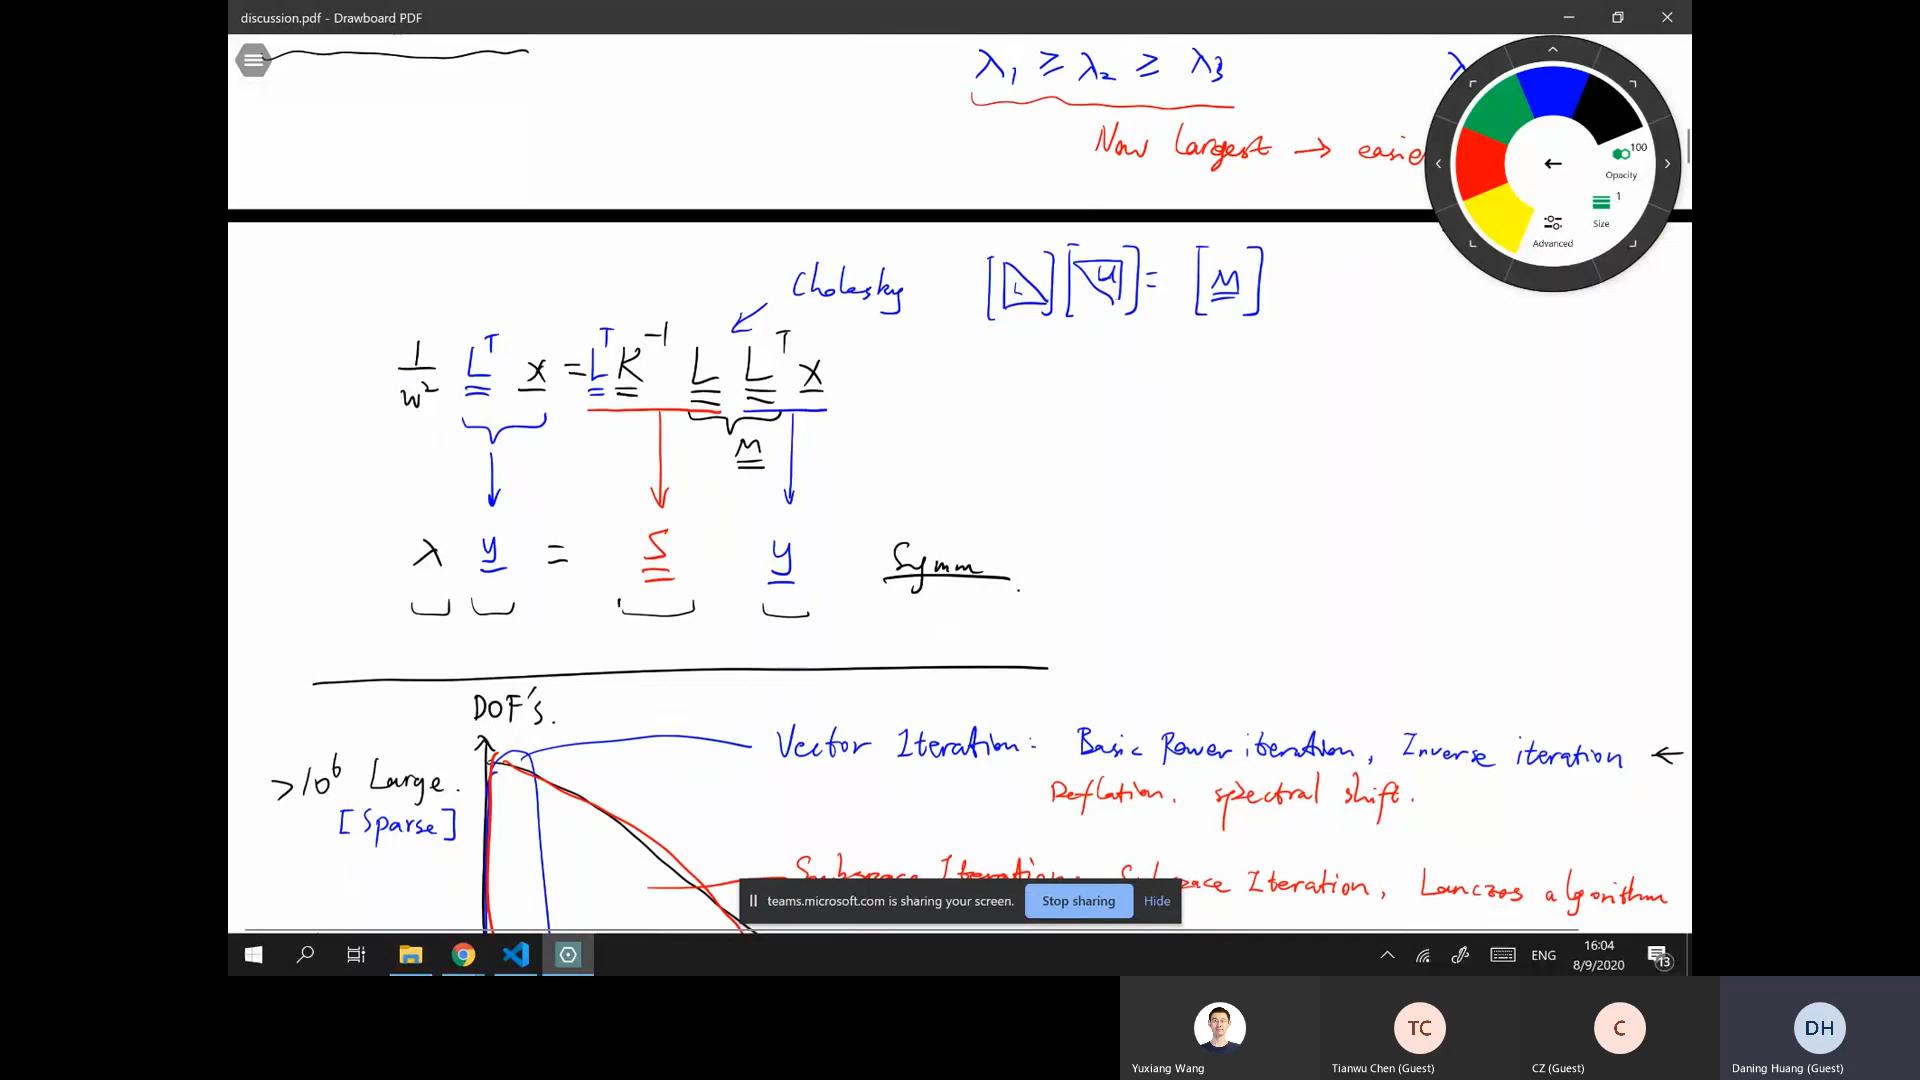 discussion.pdf - Drawboard PDF
λ1 ≥ λ2 ≥ λ3
λ
Now Largest → easie
100
Opacity
1
Size
Advanced
Cholesky [L][U] = [M]
1/w² L^T x = L^T K^-1 L L^T x
M
λ y = S y Symm.
DOF's.
>10^6 Large.
[Sparse]
Vector Iteration: Basic Power iteration, Inverse iteration ←
Deflation. spectral shift.
Subspace Iteration: Subspace Iteration, Lanczos algorithm
teams.microsoft.com is sharing your screen. Stop sharing Hide
ENG
16:04
8/9/2020
13
TC C DH
Yuxiang Wang
Tianwu Chen (Guest)
CZ (Guest)
Daning Huang (Guest)